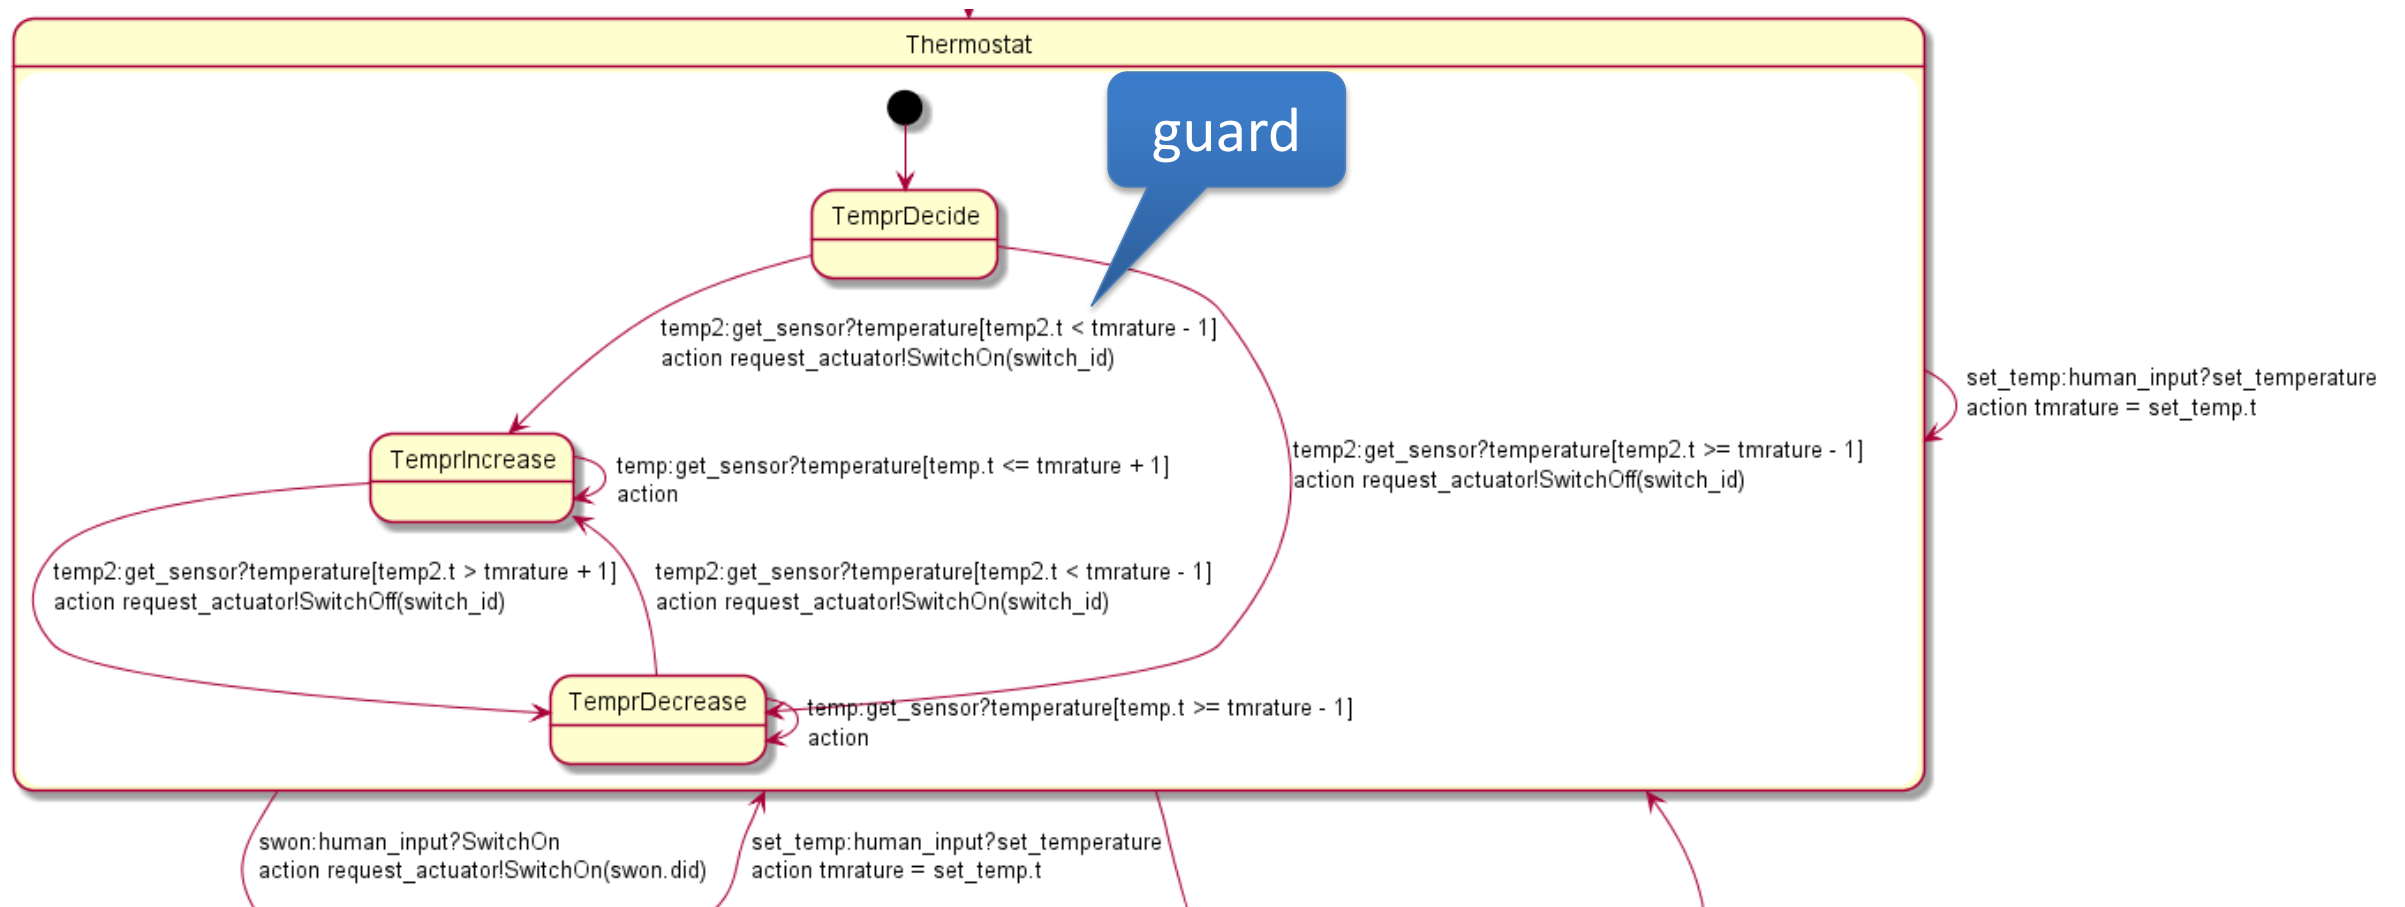 Thermostat
guard
TemprDecide
temp2:get_sensor?temperature[temp2.t < tmrature - 1]
action request_actuator!SwitchOn(switch_id)
set_temp:human_input?set_temperature
action tmrature = set_temp.t
temp2:get_sensor?temperature[temp2.t >= tmrature - 1]
action request_actuator!SwitchOff(switch_id)
TemprIncrease
temp:get_sensor?temperature[temp.t <= tmrature + 1]
action
temp2:get_sensor?temperature[temp2.t > tmrature + 1]
action request_actuator!SwitchOff(switch_id)
temp2:get_sensor?temperature[temp2.t < tmrature - 1]
action request_actuator!SwitchOn(switch_id)
TemprDecrease
temp:get_sensor?temperature[temp.t >= tmrature - 1]
action
swon:human_input?SwitchOn
action request_actuator!SwitchOn(swon.did)
set_temp:human_input?set_temperature
action tmrature = set_temp.t